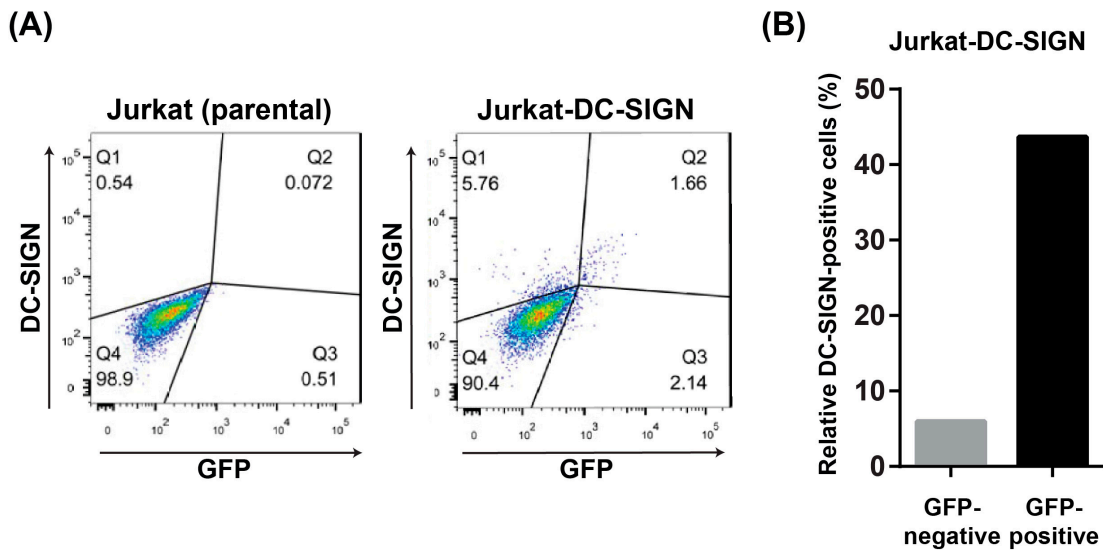 (A)
Jurkat (parental)
DC-SIGN
10^5
10^4
10^3
10^2
0
Q1
0.54
Q2
0.072
Q4
98.9
Q3
0.51
0 10^2 10^3 10^4 10^5
GFP
Jurkat-DC-SIGN
DC-SIGN
10^5
10^4
10^3
10^2
0
Q1
5.76
Q2
1.66
Q4
90.4
Q3
2.14
0 10^2 10^3 10^4 10^5
GFP
(B)
Jurkat-DC-SIGN
Relative DC-SIGN-positive cells (%)
50
40
30
20
10
0
GFP-
negative
GFP-
positive